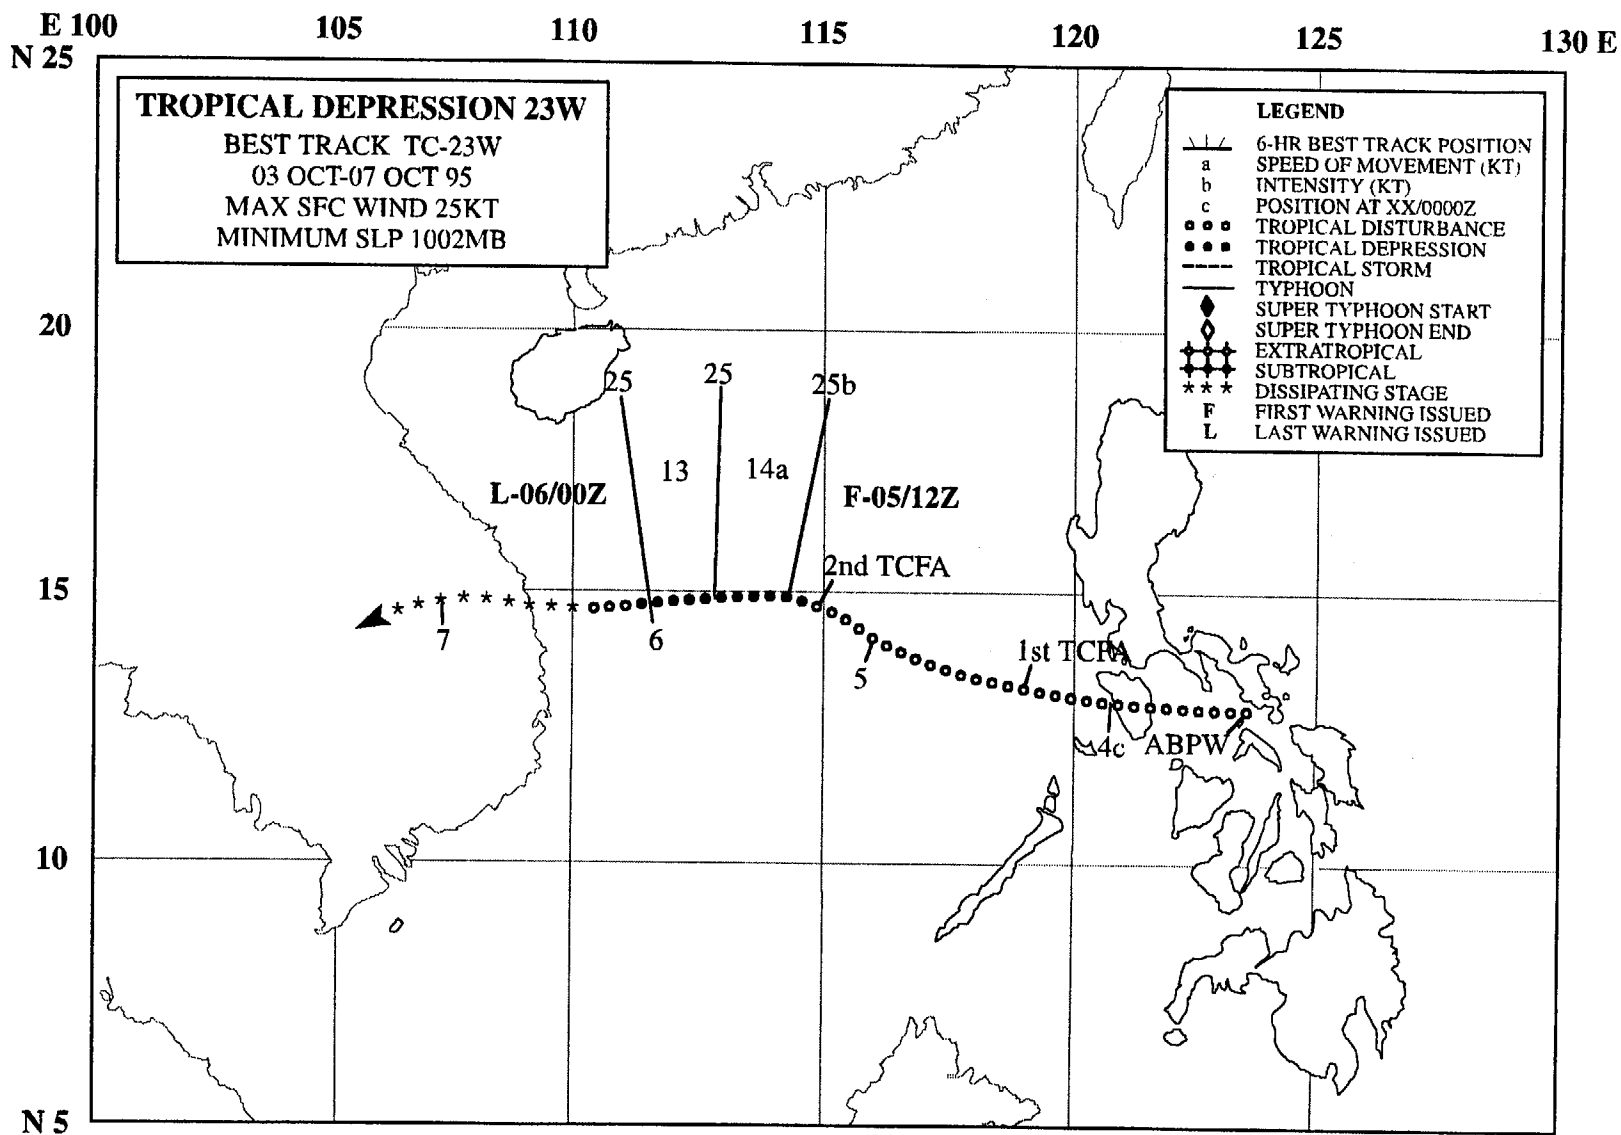 E 100 105 110 115 120 125 130 E
N 25
TROPICAL DEPRESSION 23W
BEST TRACK TC-23W
03 OCT-07 OCT 95
MAX SFC WIND 25KT
MINIMUM SLP 1002MB
LEGEND
6-HR BEST TRACK POSITION
a SPEED OF MOVEMENT (KT)
b INTENSITY (KT)
c POSITION AT XX/0000Z
TROPICAL DISTURBANCE
TROPICAL DEPRESSION
TROPICAL STORM
TYPHOON
SUPER TYPHOON START
SUPER TYPHOON END
EXTRATROPICAL
SUBTROPICAL
*** DISSIPATING STAGE
F FIRST WARNING ISSUED
L LAST WARNING ISSUED
20
25 25 25b
13 14a
L-06/00Z F-05/12Z
2nd TCFA
15
7 6 5 1st TCFA
4c ABPW
10
N 5